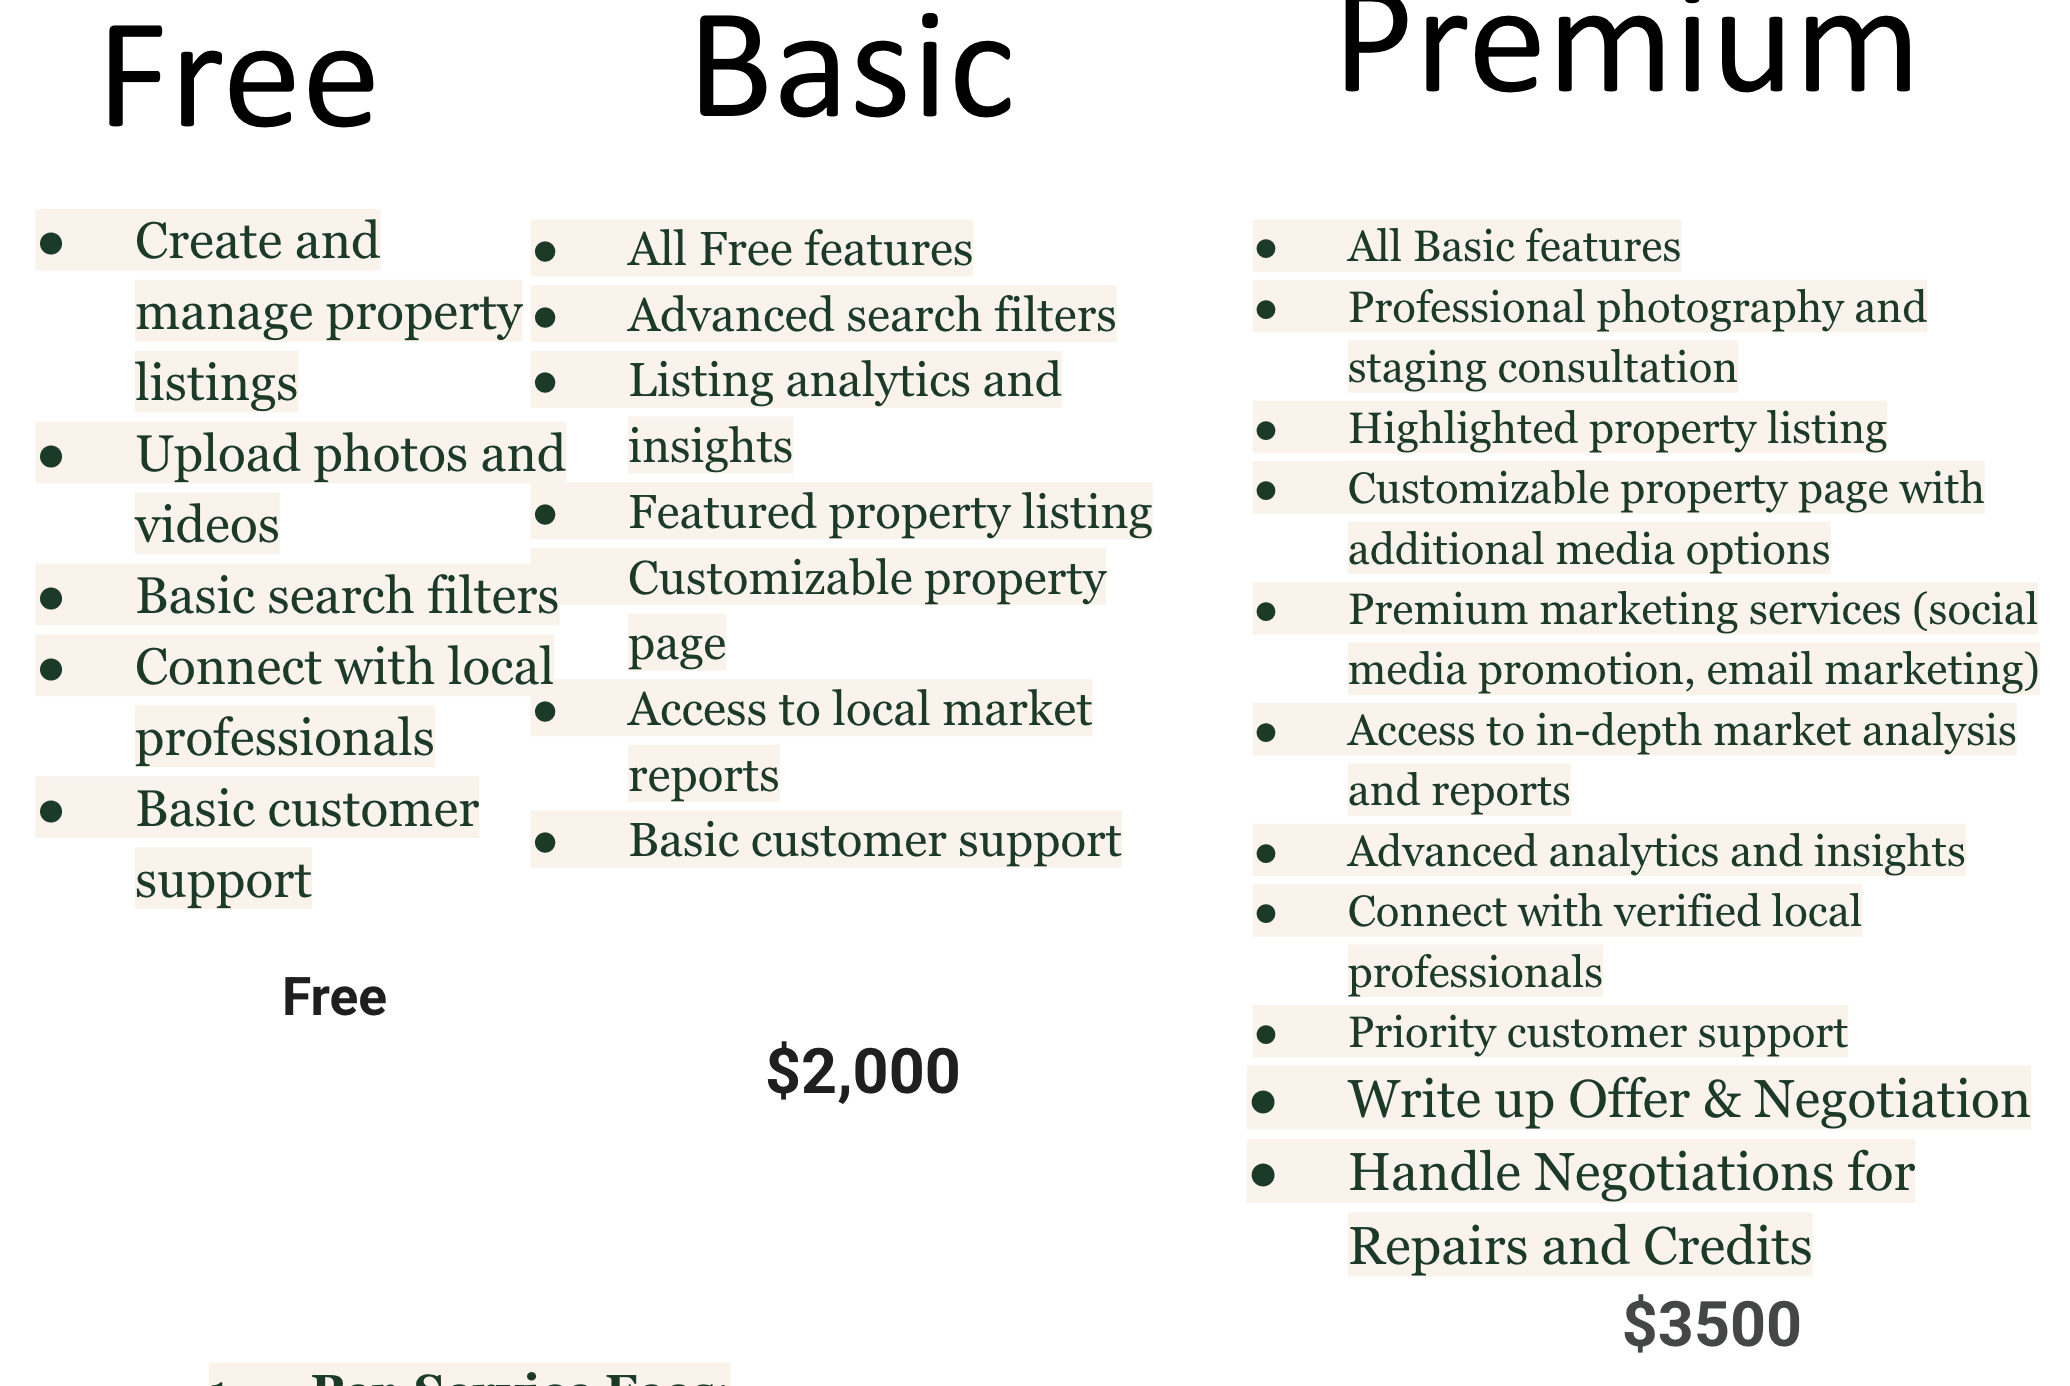 Free
● Create and
manage property
listings
● Upload photos and
videos
● Basic search filters
● Connect with local
professionals
● Basic customer
support
Free
Basic
● All Free features
● Advanced search filters
● Listing analytics and
insights
● Featured property listing
Customizable property
page
● Access to local market
reports
● Basic customer support
$2,000
Premium
● All Basic features
● Professional photography and
staging consultation
● Highlighted property listing
● Customizable property page with
additional media options
● Premium marketing services (social
media promotion, email marketing)
● Access to in-depth market analysis
and reports
● Advanced analytics and insights
● Connect with verified local
professionals
● Priority customer support
● Write up Offer & Negotiation
● Handle Negotiations for
Repairs and Credits
$3500
Per Service Fees: